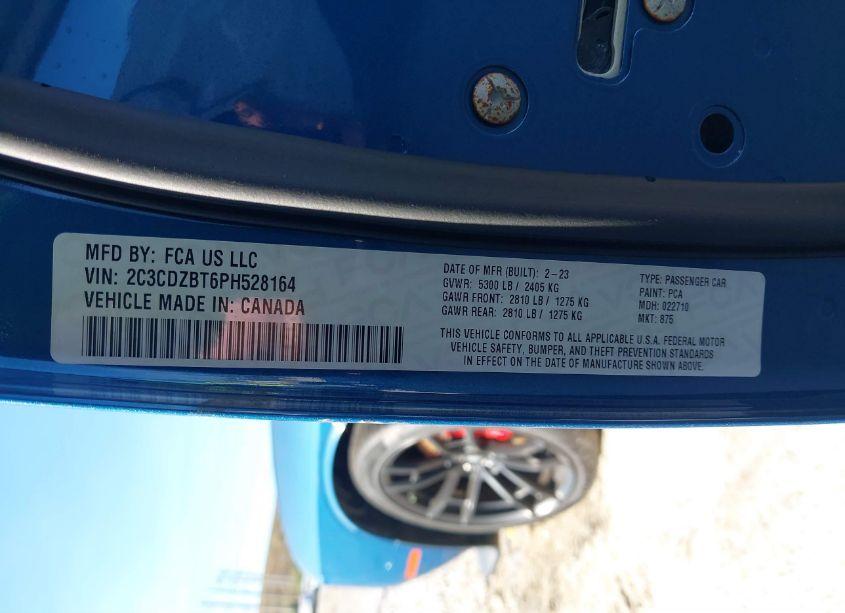 MFD BY: FCA US LLC
VIN: 2C3CDZBT6PH528164
VEHICLE MADE IN: CANADA
DATE OF MFR (BUILT): 2-23
GVWR: 5300 LB / 2405 KG
GAWR FRONT: 2810 LB / 1275 KG
GAWR REAR: 2810 LB / 1275 KG
TYPE: PASSENGER CAR
PAINT: PCA
MDH: 022710
MKT: 875
THIS VEHICLE CONFORMS TO ALL APPLICABLE U.S.A. FEDERAL MOTOR
VEHICLE SAFETY, BUMPER, AND THEFT PREVENTION STANDARDS
IN EFFECT ON THE DATE OF MANUFACTURE SHOWN ABOVE.